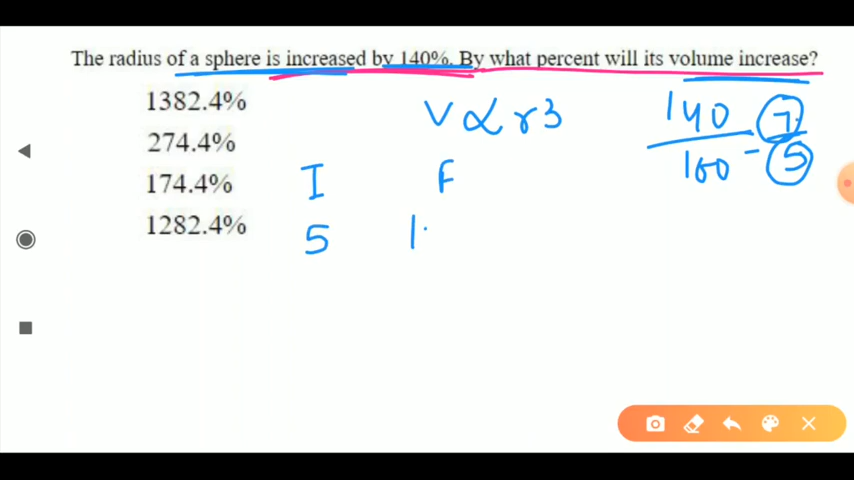 The radius of a sphere is increased by 140%. By what percent will its volume increase?
1382.4%
274.4%
174.4%
1282.4%
V ∝ r3
140/100 = 7/5
I F
5 1